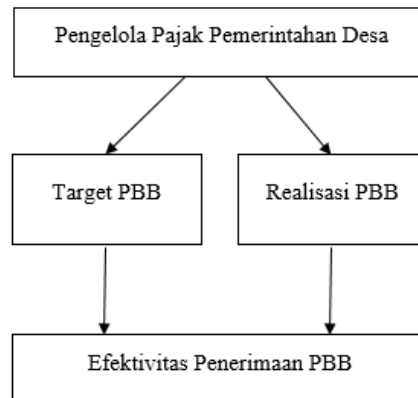 Pengelola Pajak Pemerintahan Desa
Target PBB
Realisasi PBB
Efektivitas Penerimaan PBB